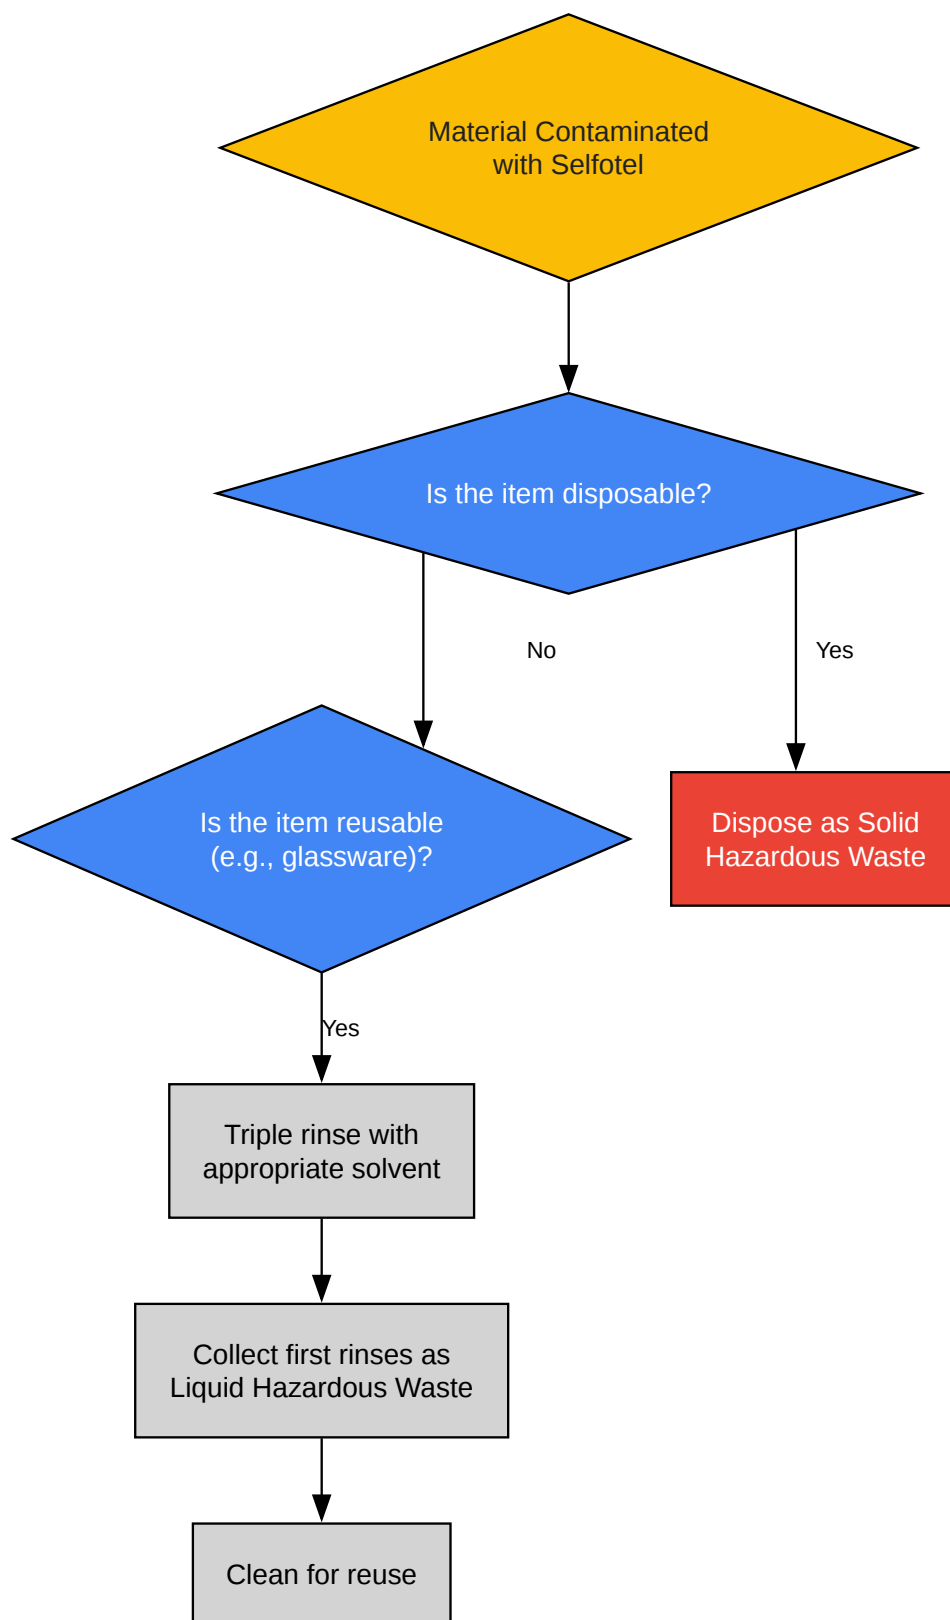 Material Contaminated
with Selfotel
Is the item disposable?
No
Yes
Is the item reusable
(e.g., glassware)?
Dispose as Solid
Hazardous Waste
Yes
Triple rinse with
appropriate solvent
Collect first rinses as
Liquid Hazardous Waste
Clean for reuse